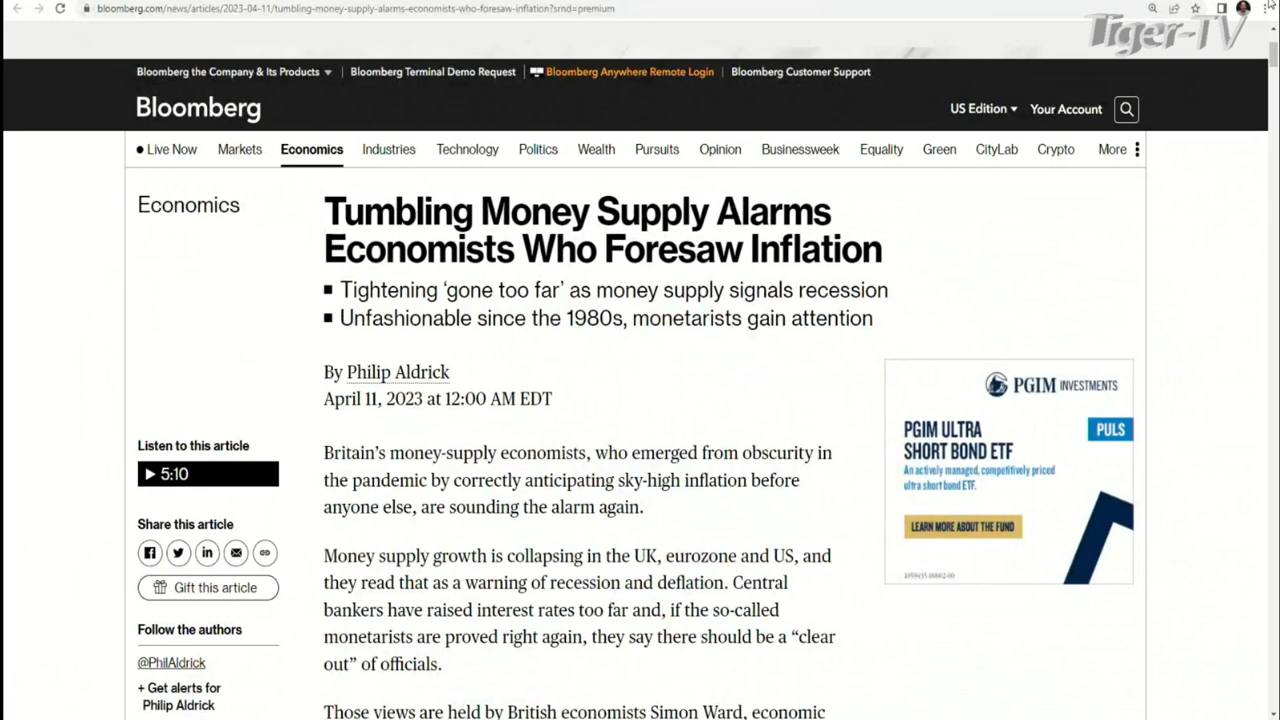 bloomberg.com/news/articles/2023-04-11/tumbling-money-supply-alarms-economists-who-foresaw-inflation?srnd=premium
Tiger-TV
Bloomberg the Company & Its Products
Bloomberg Terminal Demo Request
Bloomberg Anywhere Remote Login
Bloomberg Customer Support
Bloomberg
US Edition
Your Account
Live Now
Markets
Economics
Industries
Technology
Politics
Wealth
Pursuits
Opinion
Businessweek
Equality
Green
CityLab
Crypto
More
Economics
Tumbling Money Supply Alarms
Economists Who Foresaw Inflation
Tightening ‘gone too far’ as money supply signals recession
Unfashionable since the 1980s, monetarists gain attention
By Philip Aldrick
April 11, 2023 at 12:00 AM EDT
Listen to this article
5:10
Share this article
Gift this article
Follow the authors
@PhilAldrick
+ Get alerts for
Philip Aldrick
Britain’s money-supply economists, who emerged from obscurity in
the pandemic by correctly anticipating sky-high inflation before
anyone else, are sounding the alarm again.
Money supply growth is collapsing in the UK, eurozone and US, and
they read that as a warning of recession and deflation. Central
bankers have raised interest rates too far and, if the so-called
monetarists are proved right again, they say there should be a “clear
out” of officials.
Those views are held by British economists Simon Ward, economic
PGIM INVESTMENTS
PGIM ULTRA
SHORT BOND ETF
PULS
An actively managed, competitively priced
ultra short bond ETF.
LEARN MORE ABOUT THE FUND